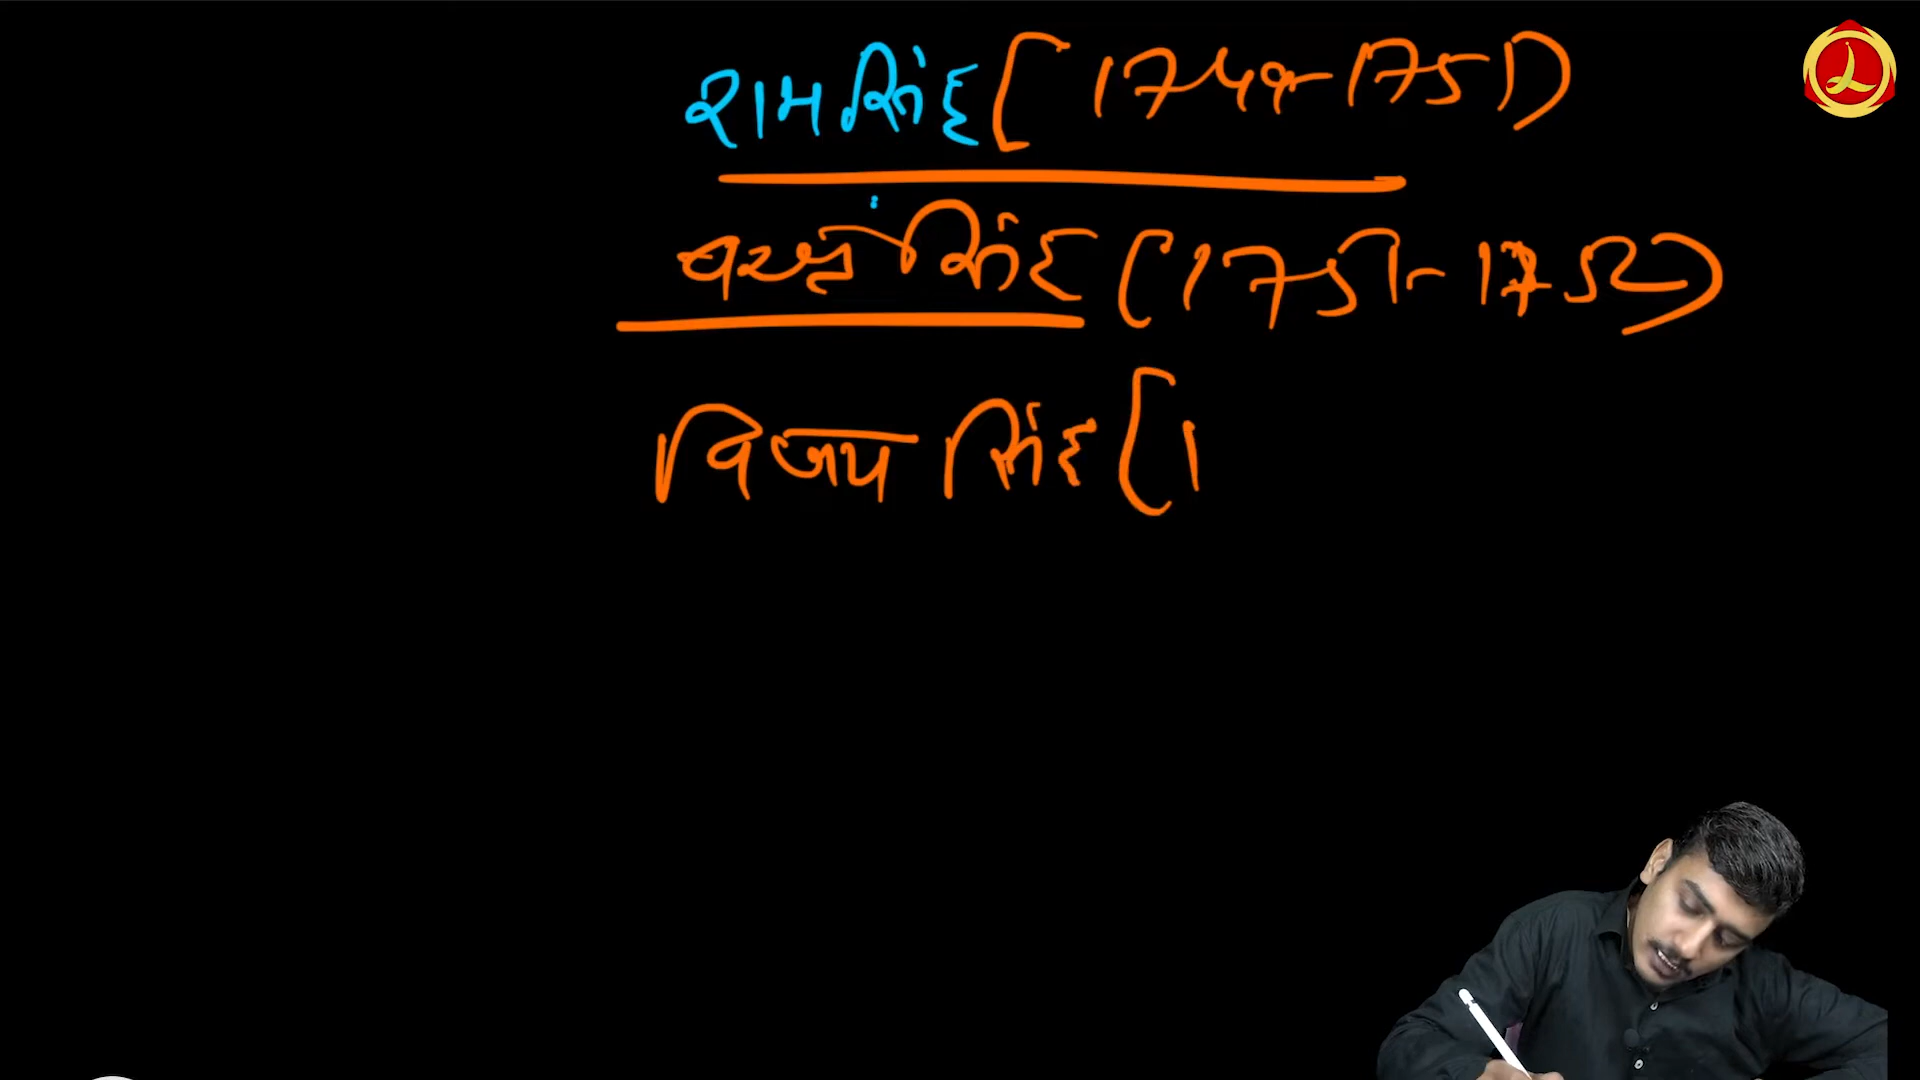 राम सिंह [1749-1751)
बख्त सिंह (1751-1752)
विजय सिंह [1